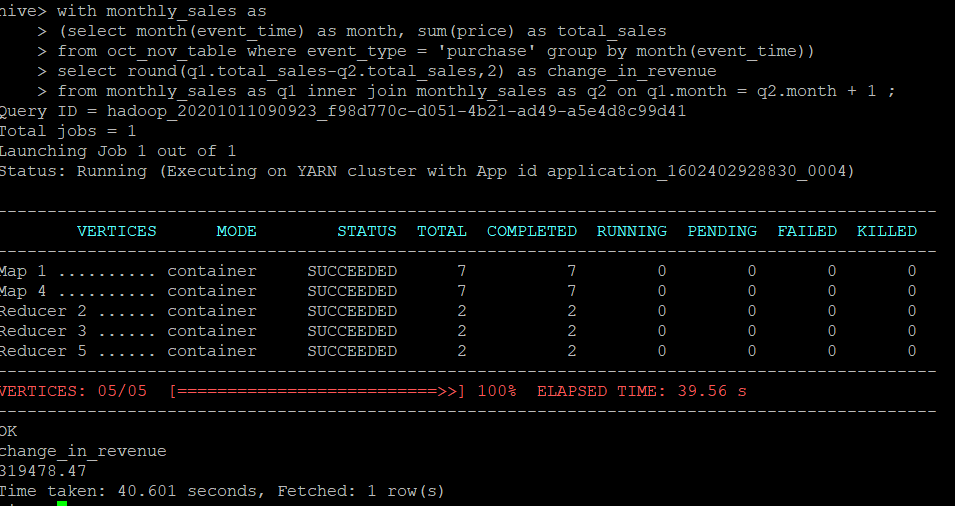 hive> with monthly_sales as
    > (select month(event_time) as month, sum(price) as total_sales
    > from oct_nov_table where event_type = 'purchase' group by month(event_time))
    > select round(q1.total_sales-q2.total_sales,2) as change_in_revenue
    > from monthly_sales as q1 inner join monthly_sales as q2 on q1.month = q2.month + 1 ;
Query ID = hadoop_20201011090923_f98d770c-d051-4b21-ad49-a5e4d8c99d41
Total jobs = 1
Launching Job 1 out of 1
Status: Running (Executing on YARN cluster with App id application_1602402928830_0004)
----------------------------------------------------------------------------------------------
        VERTICES      MODE        STATUS  TOTAL  COMPLETED  RUNNING  PENDING  FAILED  KILLED
----------------------------------------------------------------------------------------------
Map 1 .......... container     SUCCEEDED      7          7        0        0       0       0
Map 4 .......... container     SUCCEEDED      7          7        0        0       0       0
Reducer 2 ...... container     SUCCEEDED      2          2        0        0       0       0
Reducer 3 ...... container     SUCCEEDED      2          2        0        0       0       0
Reducer 5 ...... container     SUCCEEDED      2          2        0        0       0       0
----------------------------------------------------------------------------------------------
VERTICES: 05/05  [==========================>>] 100%  ELAPSED TIME: 39.56 s
----------------------------------------------------------------------------------------------
OK
change_in_revenue
319478.47
Time taken: 40.601 seconds, Fetched: 1 row(s)